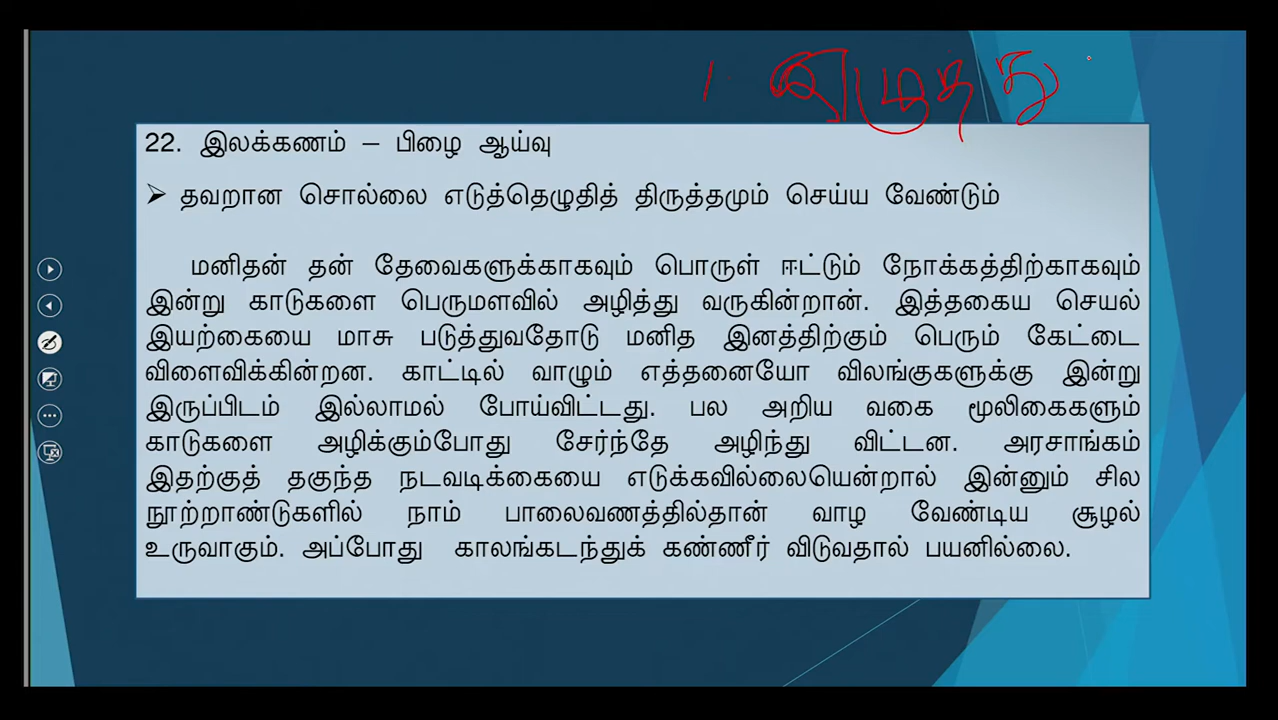 1 எழுத்து
22. இலக்கணம் – பிழை ஆய்வு
➢ தவறான சொல்லை எடுத்தெழுதித் திருத்தமும் செய்ய வேண்டும்
மனிதன் தன் தேவைகளுக்காகவும் பொருள் ஈட்டும் நோக்கத்திற்காகவும்
இன்று காடுகளை பெருமளவில் அழித்து வருகின்றான். இத்தகைய செயல்
இயற்கையை மாசு படுத்துவதோடு மனித இனத்திற்கும் பெரும் கேட்டை
விளைவிக்கின்றன. காட்டில் வாழும் எத்தனையோ விலங்குகளுக்கு இன்று
இருப்பிடம் இல்லாமல் போய்விட்டது. பல அறிய வகை மூலிகைகளும்
காடுகளை அழிக்கும்போது சேர்ந்தே அழிந்து விட்டன. அரசாங்கம்
இதற்குத் தகுந்த நடவடிக்கையை எடுக்கவில்லையென்றால் இன்னும் சில
நூற்றாண்டுகளில் நாம் பாலைவணத்தில்தான் வாழ வேண்டிய சூழல்
உருவாகும். அப்போது காலங்கடந்துக் கண்ணீர் விடுவதால் பயனில்லை.